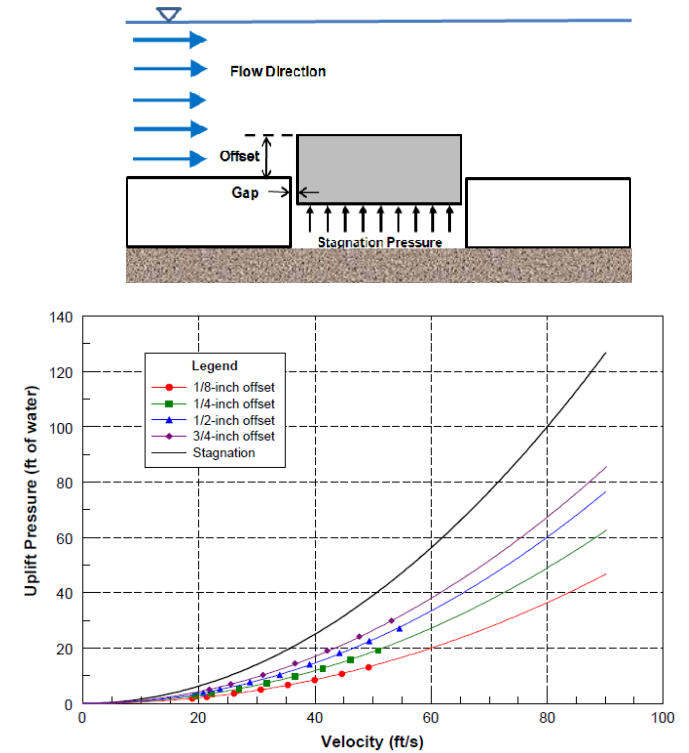 Flow Direction
Offset
Gap
Stagnation Pressure
140
120
100
80
60
40
20
0
Uplift Pressure (ft of water)
Legend
1/8-inch offset
1/4-inch offset
1/2-inch offset
3/4-inch offset
Stagnation
0 20 40 60 80 100
Velocity (ft/s)